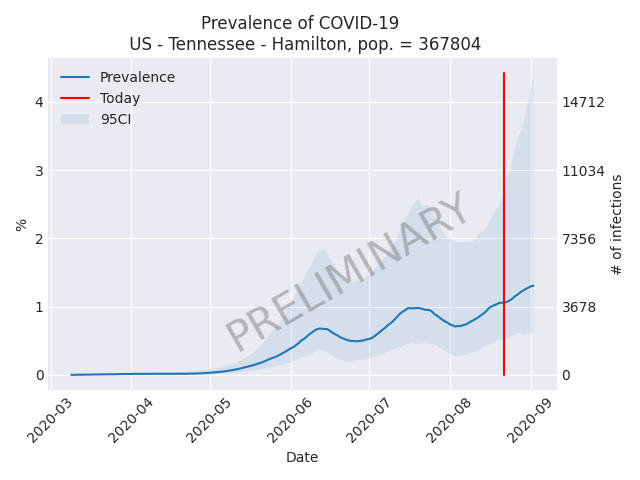 Prevalence of COVID-19
US - Tennessee - Hamilton, pop. = 367804
Prevalence
Today
95CI
4
3
2
1
0
%
14712
11034
7356
3678
0
# of infections
PRELIMINARY
2020-03
2020-04
2020-05
2020-06
2020-07
2020-08
2020-09
Date